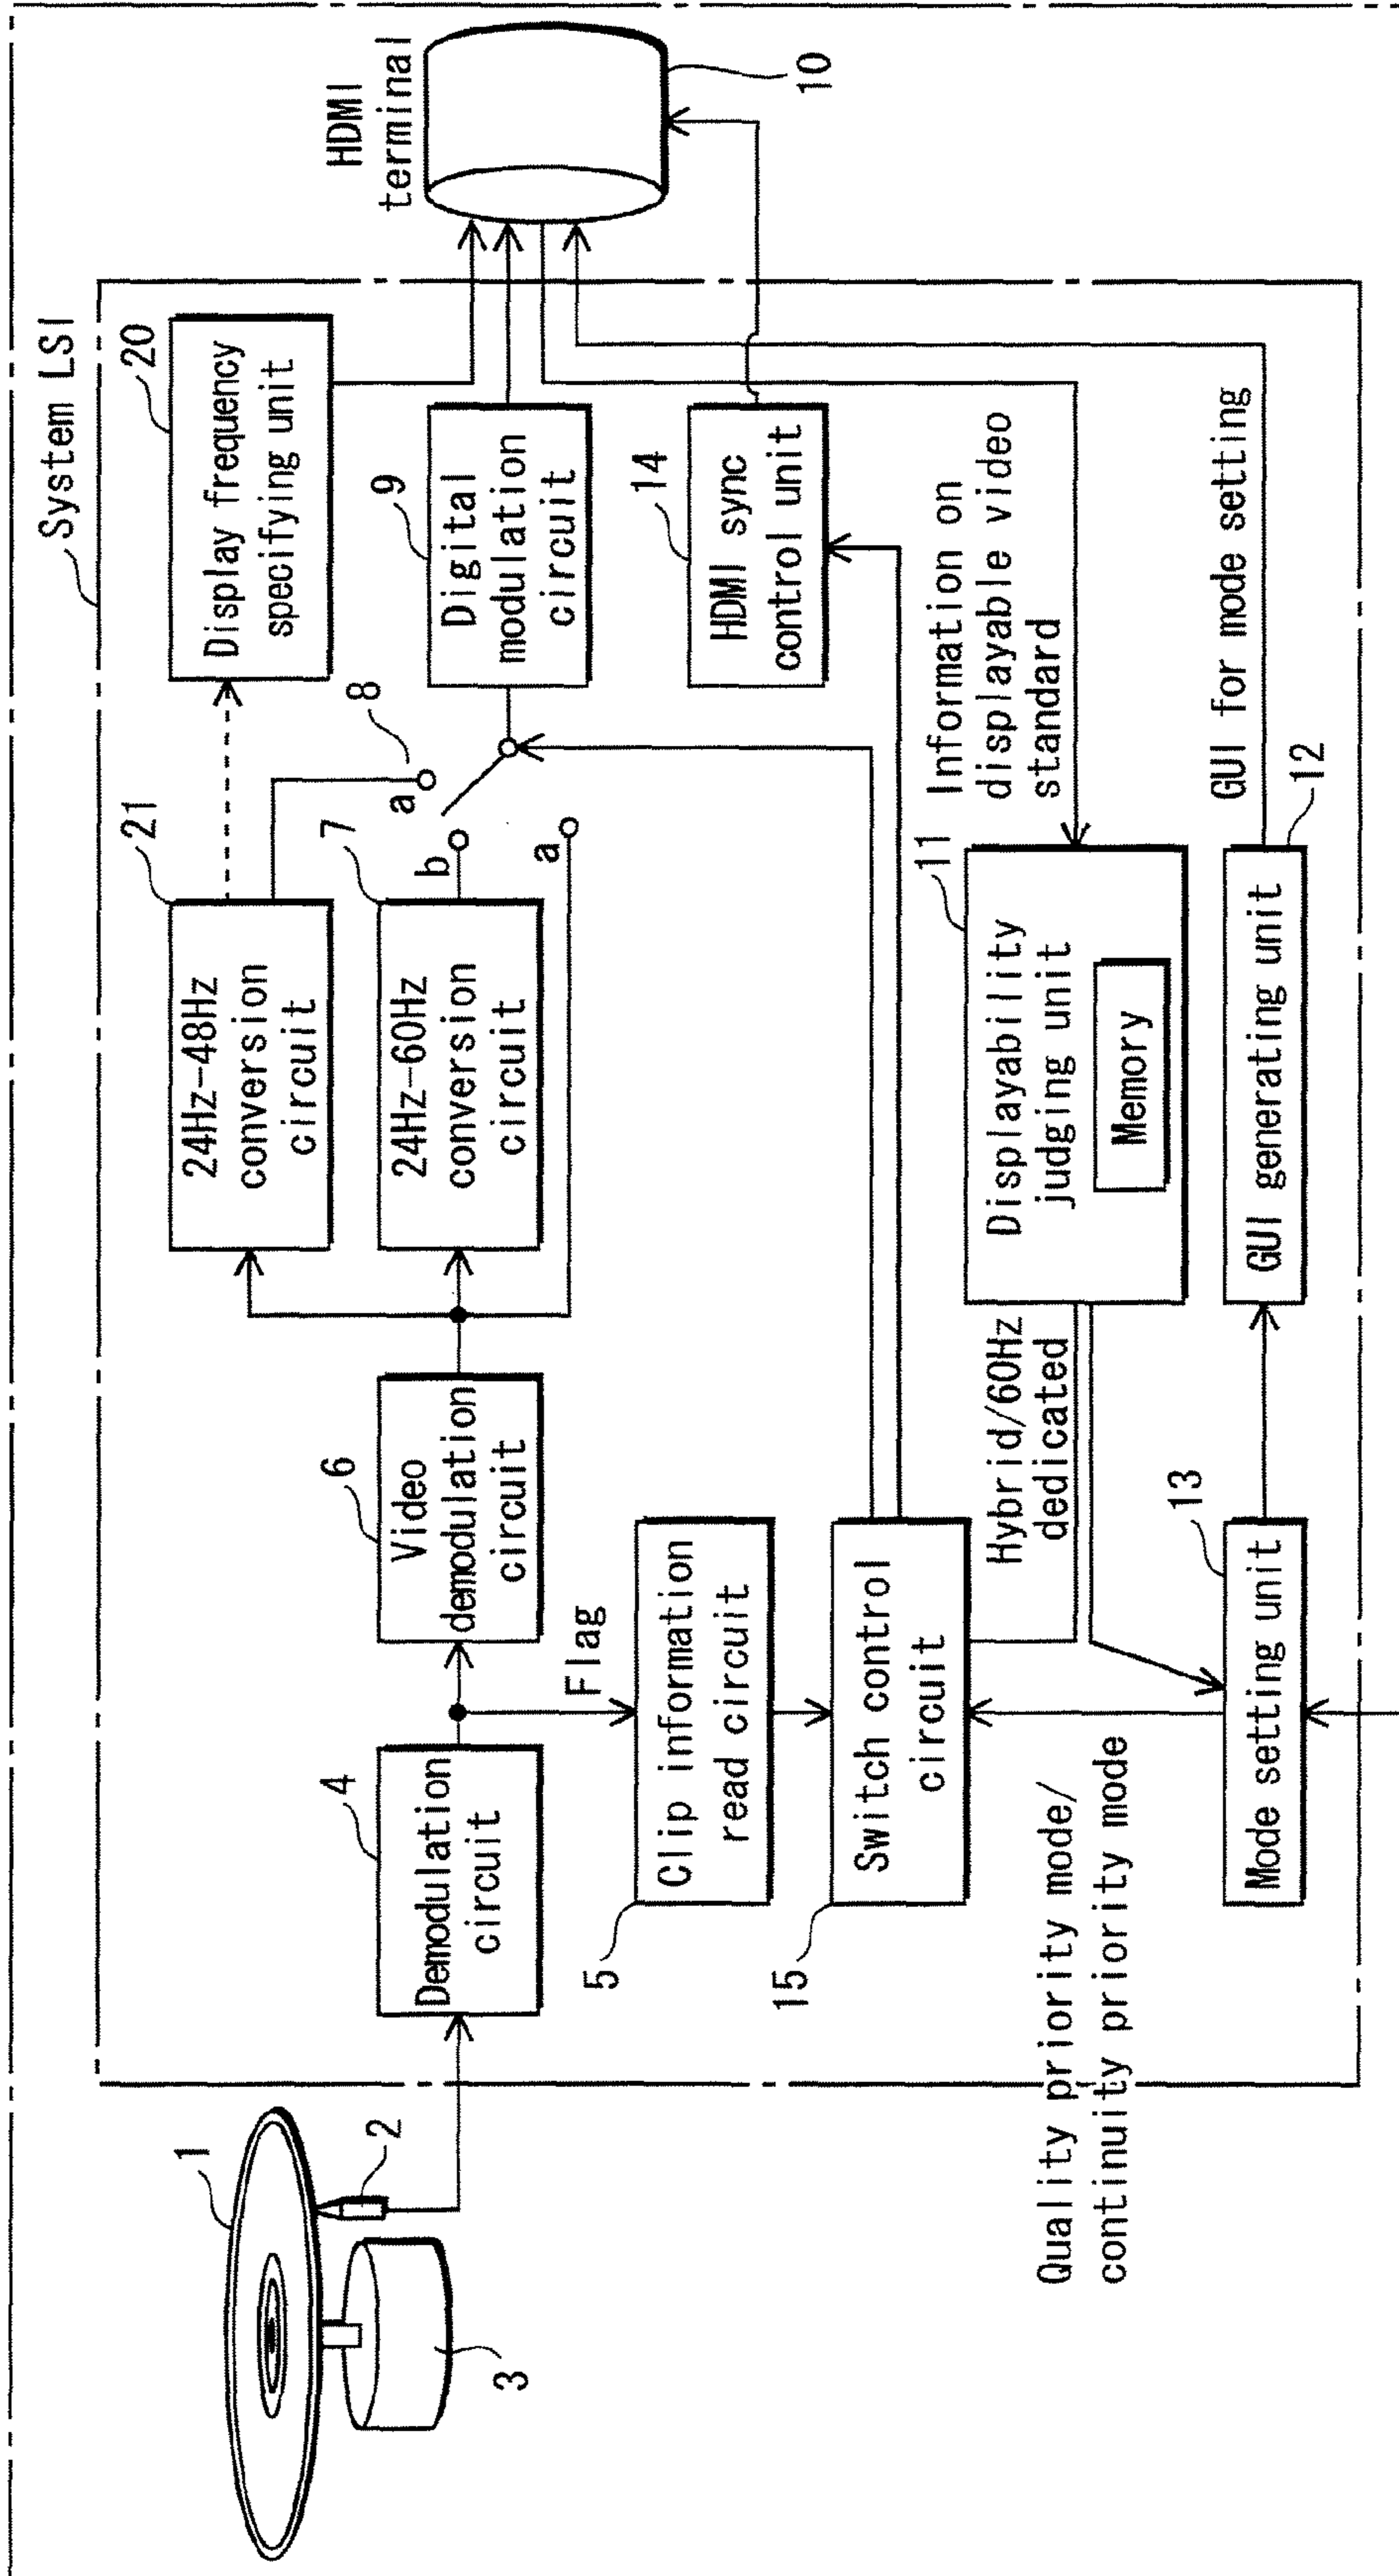 System LSI
HDMI
terminal
10
20
Display frequency
specifying unit
21
24Hz-48Hz
conversion
circuit
8
a
b
a
9
Digital
modulation
circuit
7
24Hz-60Hz
conversion
circuit
6
Video
demodulation
circuit
4
Demodulation
circuit
1
2
3
Flag
14
HDMI sync
control unit
5
Clip information
read circuit
15
Switch control
circuit
Information on
displayable video
standard
11
Displayability
judging unit
Memory
Hybrid/60Hz
dedicated
Quality priority mode/
continuity priority mode
GUI for mode setting
12
GUI generating unit
13
Mode setting unit